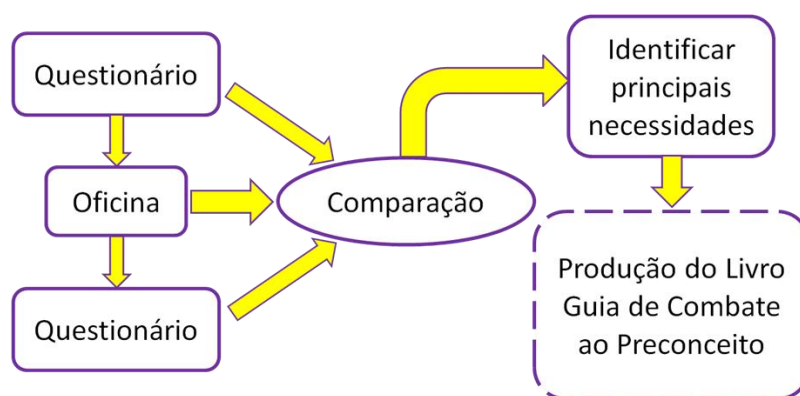 Questionário
Oficina
Questionário
Comparação
Identificar
principais
necessidades
Produção do Livro
Guia de Combate
ao Preconceito